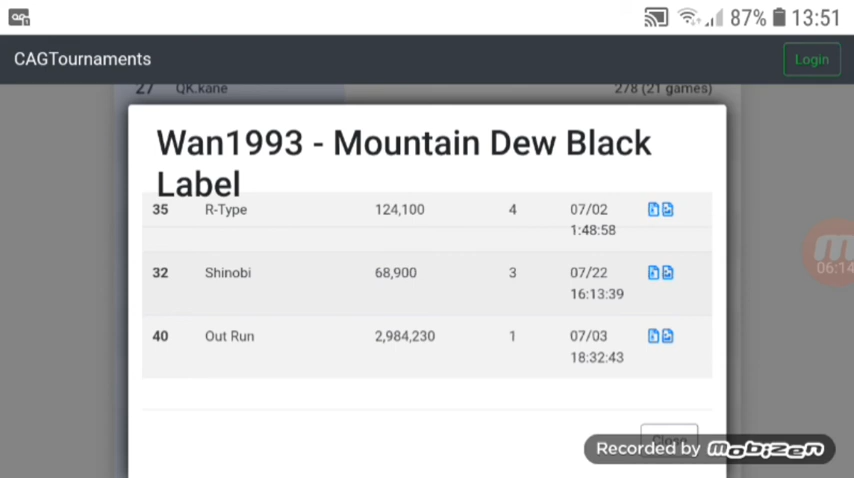 87% 13:51
CAGTournaments Login
27 QK.kane 278 (21 games)
Wan1993 - Mountain Dew Black
Label
35 R-Type 124,100 4 07/02
1:48:58
32 Shinobi 68,900 3 07/22
16:13:39
40 Out Run 2,984,230 1 07/03
18:32:43
Close
Recorded by mobizen
06:14